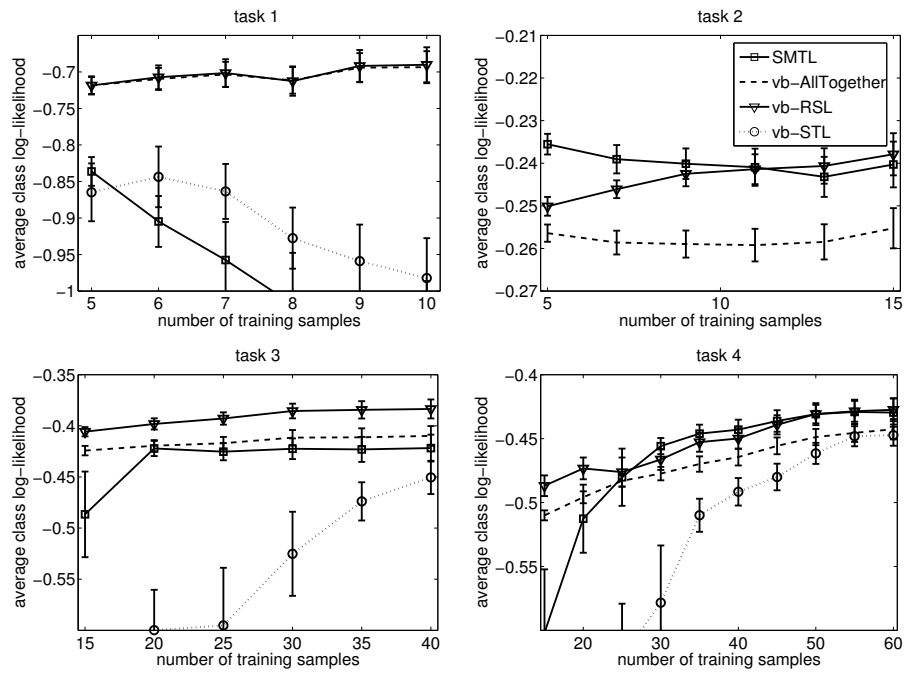 task 1
−0.7
−0.75
−0.8
−0.85
−0.9
−0.95
−1
5 6 7 8 9 10
average class log−likelihood
number of training samples
task 2
−0.21
−0.22
−0.23
−0.24
−0.25
−0.26
−0.27
5 10 15
average class log−likelihood
number of training samples
SMTL
vb−AllTogether
vb−RSL
vb−STL
task 3
−0.35
−0.4
−0.45
−0.5
−0.55
15 20 25 30 35 40
average class log−likelihood
number of training samples
task 4
−0.4
−0.45
−0.5
−0.55
20 30 40 50 60
average class log−likelihood
number of training samples